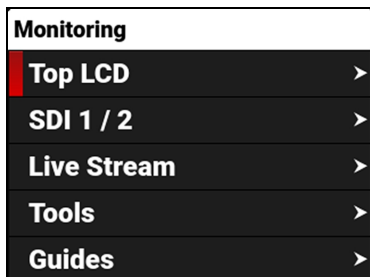 Monitoring
Top LCD
SDI 1 / 2
Live Stream
Tools
Guides